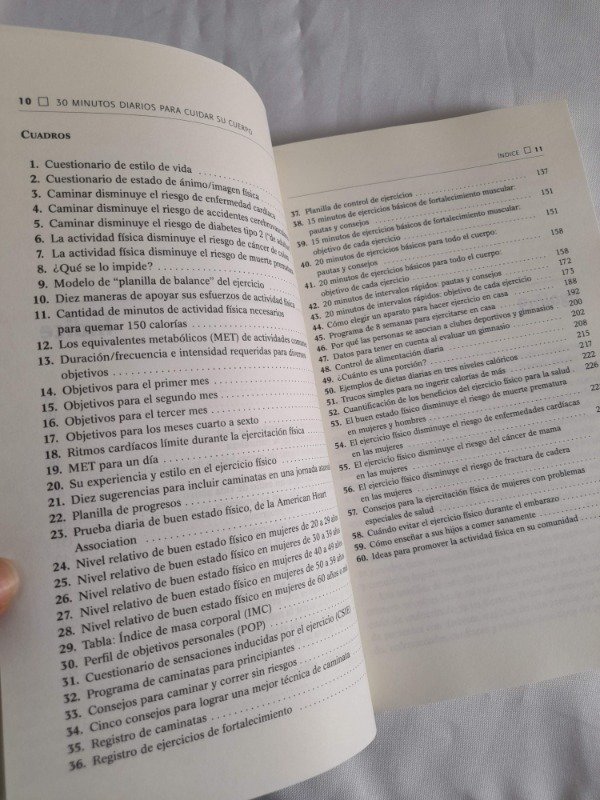 10 □ 30 MINUTOS DIARIOS PARA CUIDAR SU CUERPO
CUADROS
1. Cuestionario de estilo de vida
2. Cuestionario de estado de ánimo/imagen física
3. Caminar disminuye el riesgo de enfermedad cardíaca
4. Caminar disminuye el riesgo de accidentes cerebrovasculares
5. Caminar disminuye el riesgo de diabetes tipo 2 ("de
6. La actividad física disminuye el riesgo de cáncer de colon
7. La actividad física disminuye el riesgo de muerte prematura
8. ¿Qué se lo impide?
9. Modelo de "planilla de balance" del ejercicio
10. Diez maneras de apoyar sus esfuerzos de actividad física
11. Cantidad de minutos de actividad física necesarios
para quemar 150 calorías
12. Los equivalentes metabólicos (MET) de actividades comunes
13. Duración/frecuencia e intensidad requeridas para diversos
objetivos
14. Objetivos para el primer mes
15. Objetivos para el segundo mes
16. Objetivos para el tercer mes
17. Objetivos para los meses cuarto a sexto
18. Ritmos cardíacos límite durante la ejercitación física
19. MET para un día
20. Su experiencia y estilo en el ejercicio físico
21. Diez sugerencias para incluir caminatas en una jornada
22. Planilla de progresos
23. Prueba diaria de buen estado físico, de la American Heart
Association
24. Nivel relativo de buen estado físico en mujeres de 20 a 29 años
25. Nivel relativo de buen estado físico en mujeres de 30 a 39 años
26. Nivel relativo de buen estado físico en mujeres de 40 a 49 años
27. Nivel relativo de buen estado físico en mujeres de 50 a
28. Nivel relativo de buen estado físico en mujeres de 60 años o
29. Tabla: Índice de masa corporal (IMC)
30. Perfil de objetivos personales (POP)
31. Cuestionario de sensaciones inducidas por el ejercicio (CSIE)
32. Programa de caminatas para principiantes
33. Consejos para caminar y correr sin riesgos
34. Cinco consejos para lograr una mejor técnica de caminata
35. Registro de caminatas
36. Registro de ejercicios de fortalecimiento
ÍNDICE □ 11
37. Planilla de control de ejercicios 137
38. 15 minutos de ejercicios básicos de fortalecimiento muscular:
pautas y consejos 151
39. 15 minutos de ejercicios básicos de fortalecimiento muscular:
objetivo de cada ejercicio 151
40. 20 minutos de ejercicios básicos para todo el cuerpo:
pautas y consejos 158
41. 20 minutos de ejercicios básicos para todo el cuerpo:
objetivo de cada ejercicio 158
42. 20 minutos de intervalos rápidos: pautas y consejos 172
43. 20 minutos de intervalos rápidos: objetivo de cada ejercicio 173
44. Cómo elegir un aparato para hacer ejercicio en casa 188
45. Programa de 8 semanas para ejercitarse en casa 192
46. Por qué las personas se asocian a clubes deportivos y gimnasios 200
47. Datos para tener en cuenta al evaluar un gimnasio 202
48. Control de alimentación diaria 207
49. ¿Cuánto es una porción? 215
50. Ejemplos de dietas diarias en tres niveles calóricos 217
51. Trucos simples para no ingerir calorías de más 222
52. Cuantificación de los beneficios del ejercicio físico para la salud 226
53. El buen estado físico disminuye el riesgo de muerte prematura
en mujeres y hombres
54. El ejercicio físico disminuye el riesgo de enfermedades cardíacas
en las mujeres
55. El ejercicio físico disminuye el riesgo del cáncer de mama
en las mujeres
56. El ejercicio físico disminuye el riesgo de fractura de cadera
en las mujeres
57. Consejos para la ejercitación física de mujeres con problemas
especiales de salud
58. Cuándo evitar el ejercicio físico durante el embarazo
59. Cómo enseñar a sus hijos a comer sanamente
60. Ideas para promover la actividad física en su comunidad